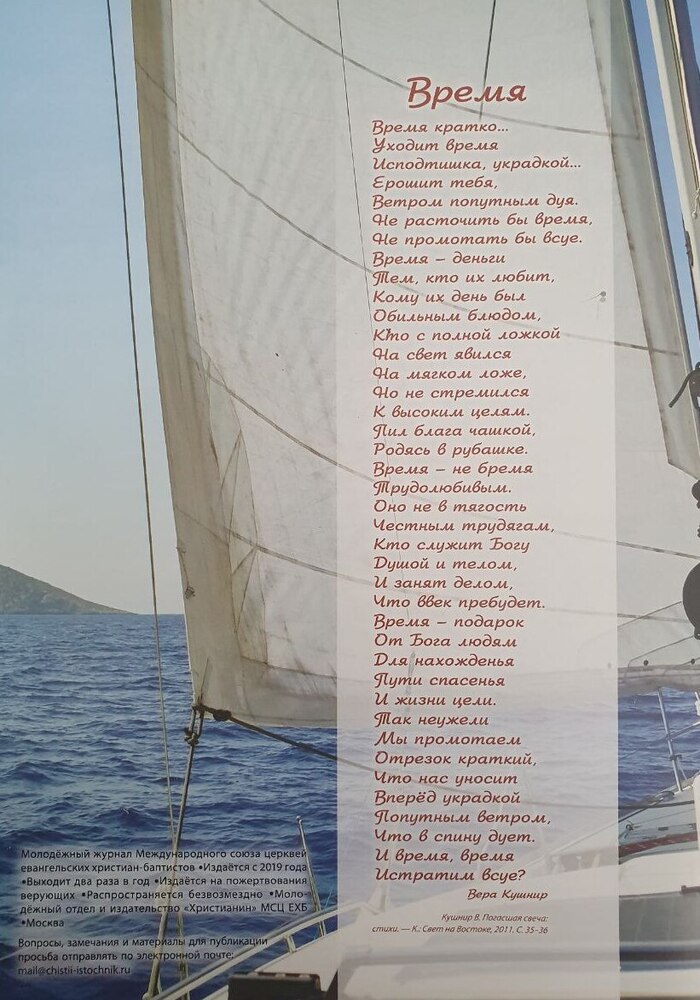 Время
Время кратко...
Уходит время
Исподтишка, украдкой...
Ерошит тебя,
Ветром попутным дуя.
Не расточить бы время,
Не промотать бы всуе.
Время – деньги
Тем, кто их любит,
Кому их день был
Обильным блюдом,
Кто с полной ложкой
На свет явился
На мягком ложе,
Но не стремился
К высоким целям.
Пил блага чашкой,
Родясь в рубашке.
Время – не бремя
Трудолюбивым.
Оно не в тягость
Честным трудягам,
Кто служит Богу
Душой и телом,
И занят делом,
Что ввек пребудет.
Время – подарок
От Бога людям
Для нахожденья
Пути спасенья
И жизни цели.
Так неужели
Мы промотаем
Отрезок краткий,
Что нас уносит
Вперёд украдкой
Попутным ветром,
Что в спину дует.
И время, время
Истратим всуе?
Вера Кушнир
Кушнир В. Погасшая свеча:
стихи. — К.: Свет на Востоке, 2011. С. 35–36
Молодёжный журнал Международного союза церквей
евангельских христиан-баптистов •Издаётся с 2019 года
•Выходит два раза в год •Издаётся на пожертвования
верующих •Распространяется безвозмездно •Моло-
дёжный отдел и издательство «Христианин» МСЦ ЕХБ
•Москва
Вопросы, замечания и материалы для публикации
просьба отправлять по электронной почте:
mail@chistii-istochnik.ru